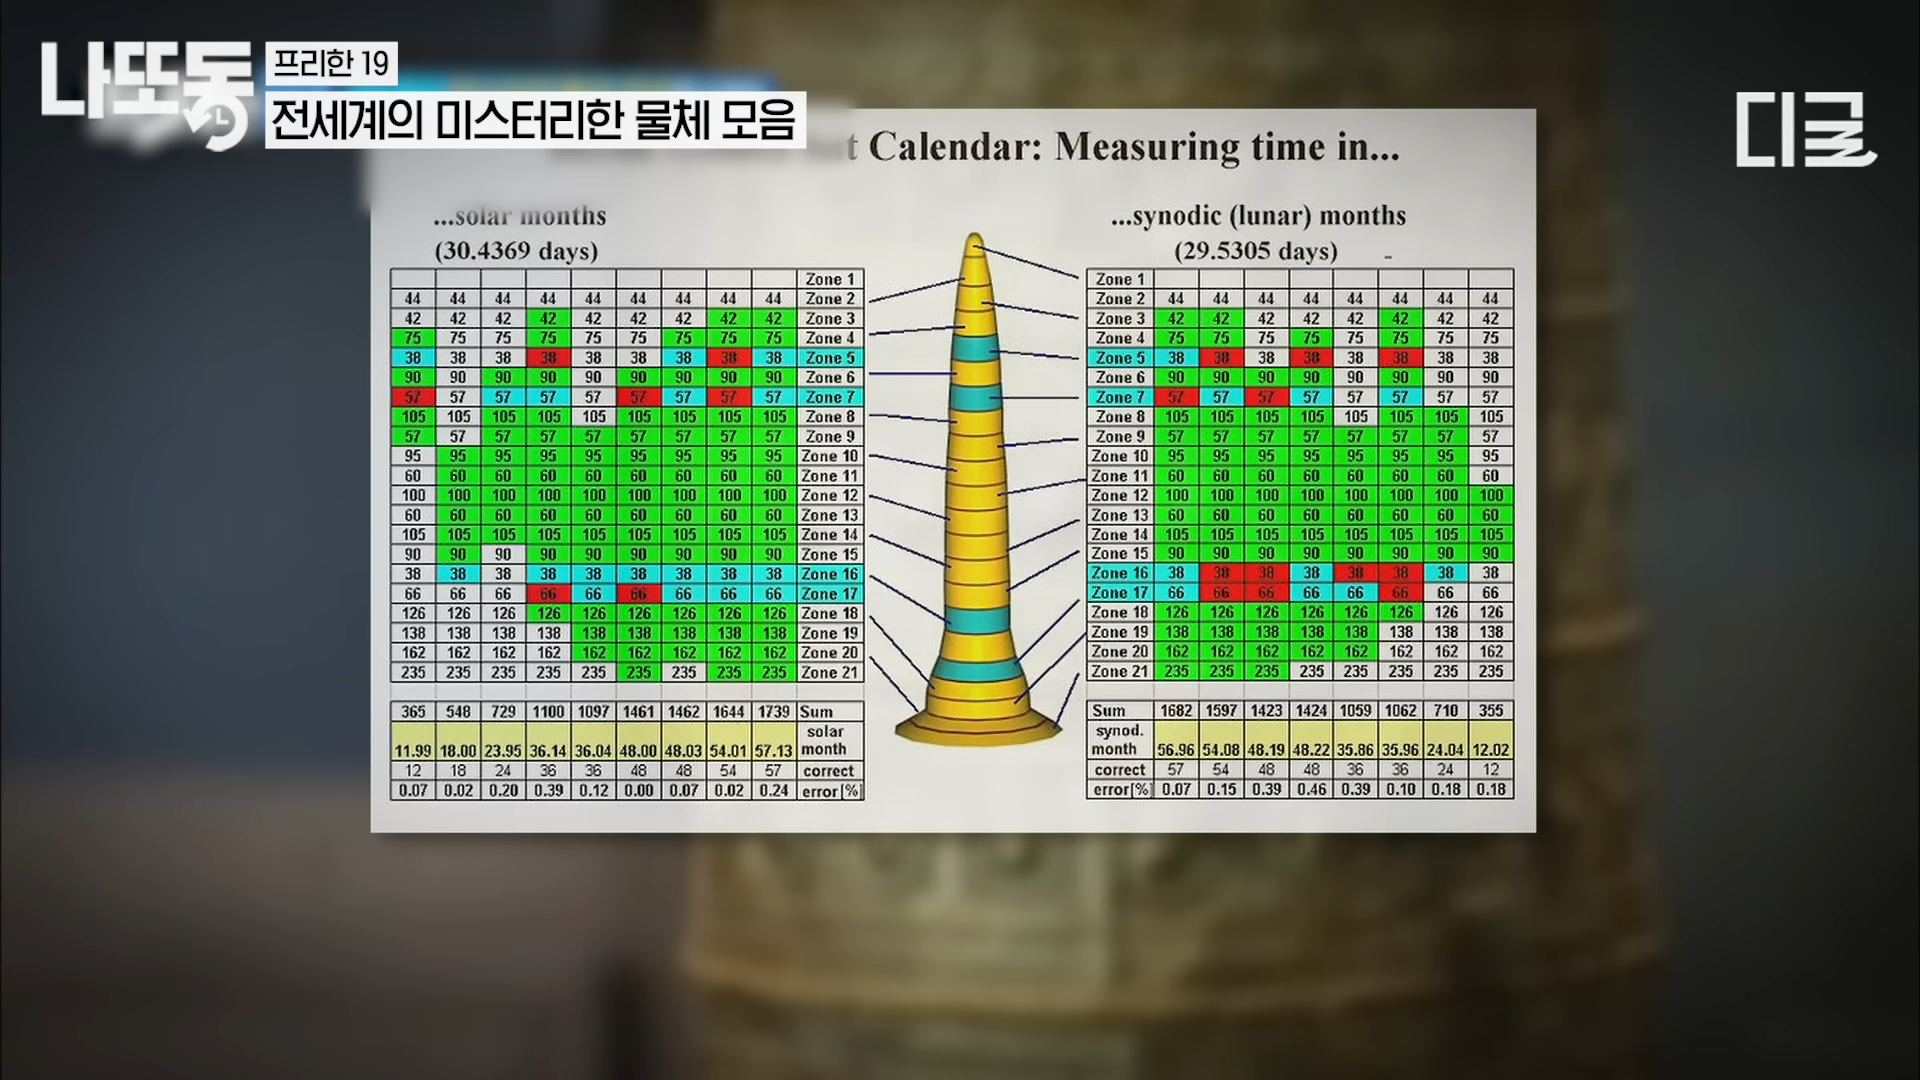 나또동
프리한 19
전세계의 미스터리한 물체 모음
디글
Calendar: Measuring time in...
...solar months
(30.4369 days)
...synodic (lunar) months
(29.5305 days)
Zone 1
44 44 44 44 44 44 44 44 44 Zone 2
42 42 42 42 42 42 42 42 42 Zone 3
75 75 75 75 75 75 75 75 75 Zone 4
38 38 38 38 38 38 38 38 38 Zone 5
90 90 90 90 90 90 90 90 90 Zone 6
57 57 57 57 57 57 57 57 57 Zone 7
105 105 105 105 105 105 105 105 105 Zone 8
57 57 57 57 57 57 57 57 57 Zone 9
95 95 95 95 95 95 95 95 95 Zone 10
60 60 60 60 60 60 60 60 60 Zone 11
100 100 100 100 100 100 100 100 100 Zone 12
60 60 60 60 60 60 60 60 60 Zone 13
105 105 105 105 105 105 105 105 105 Zone 14
90 90 90 90 90 90 90 90 90 Zone 15
38 38 38 38 38 38 38 38 38 Zone 16
66 66 66 66 66 66 66 66 66 Zone 17
126 126 126 126 126 126 126 126 126 Zone 18
138 138 138 138 138 138 138 138 138 Zone 19
162 162 162 162 162 162 162 162 162 Zone 20
235 235 235 235 235 235 235 235 235 Zone 21
365 548 729 1100 1097 1461 1462 1644 1739 Sum
solar
11.99 18.00 23.95 36.14 36.04 48.00 48.03 54.01 57.13 month
12 18 24 36 36 48 48 54 57 correct
0.07 0.02 0.20 0.39 0.12 0.00 0.07 0.02 0.24 error[%]
Zone 1
Zone 2 44 44 44 44 44 44 44 44
Zone 3 42 42 42 42 42 42 42 42
Zone 4 75 75 75 75 75 75 75 75
Zone 5 38 38 38 38 38 38 38 38
Zone 6 90 90 90 90 90 90 90 90
Zone 7 57 57 57 57 57 57 57 57
Zone 8 105 105 105 105 105 105 105 105
Zone 9 57 57 57 57 57 57 57 57
Zone 10 95 95 95 95 95 95 95 95
Zone 11 60 60 60 60 60 60 60 60
Zone 12 100 100 100 100 100 100 100 100
Zone 13 60 60 60 60 60 60 60 60
Zone 14 105 105 105 105 105 105 105 105
Zone 15 90 90 90 90 90 90 90 90
Zone 16 38 38 38 38 38 38 38 38
Zone 17 66 66 66 66 66 66 66 66
Zone 18 126 126 126 126 126 126 126 126
Zone 19 138 138 138 138 138 138 138 138
Zone 20 162 162 162 162 162 162 162 162
Zone 21 235 235 235 235 235 235 235 235
Sum 1682 1597 1423 1424 1059 1062 710 355
synod.
month 56.96 54.08 48.19 48.22 35.86 35.96 24.04 12.02
correct 57 54 48 48 36 36 24 12
error[%] 0.07 0.15 0.39 0.46 0.39 0.10 0.18 0.18